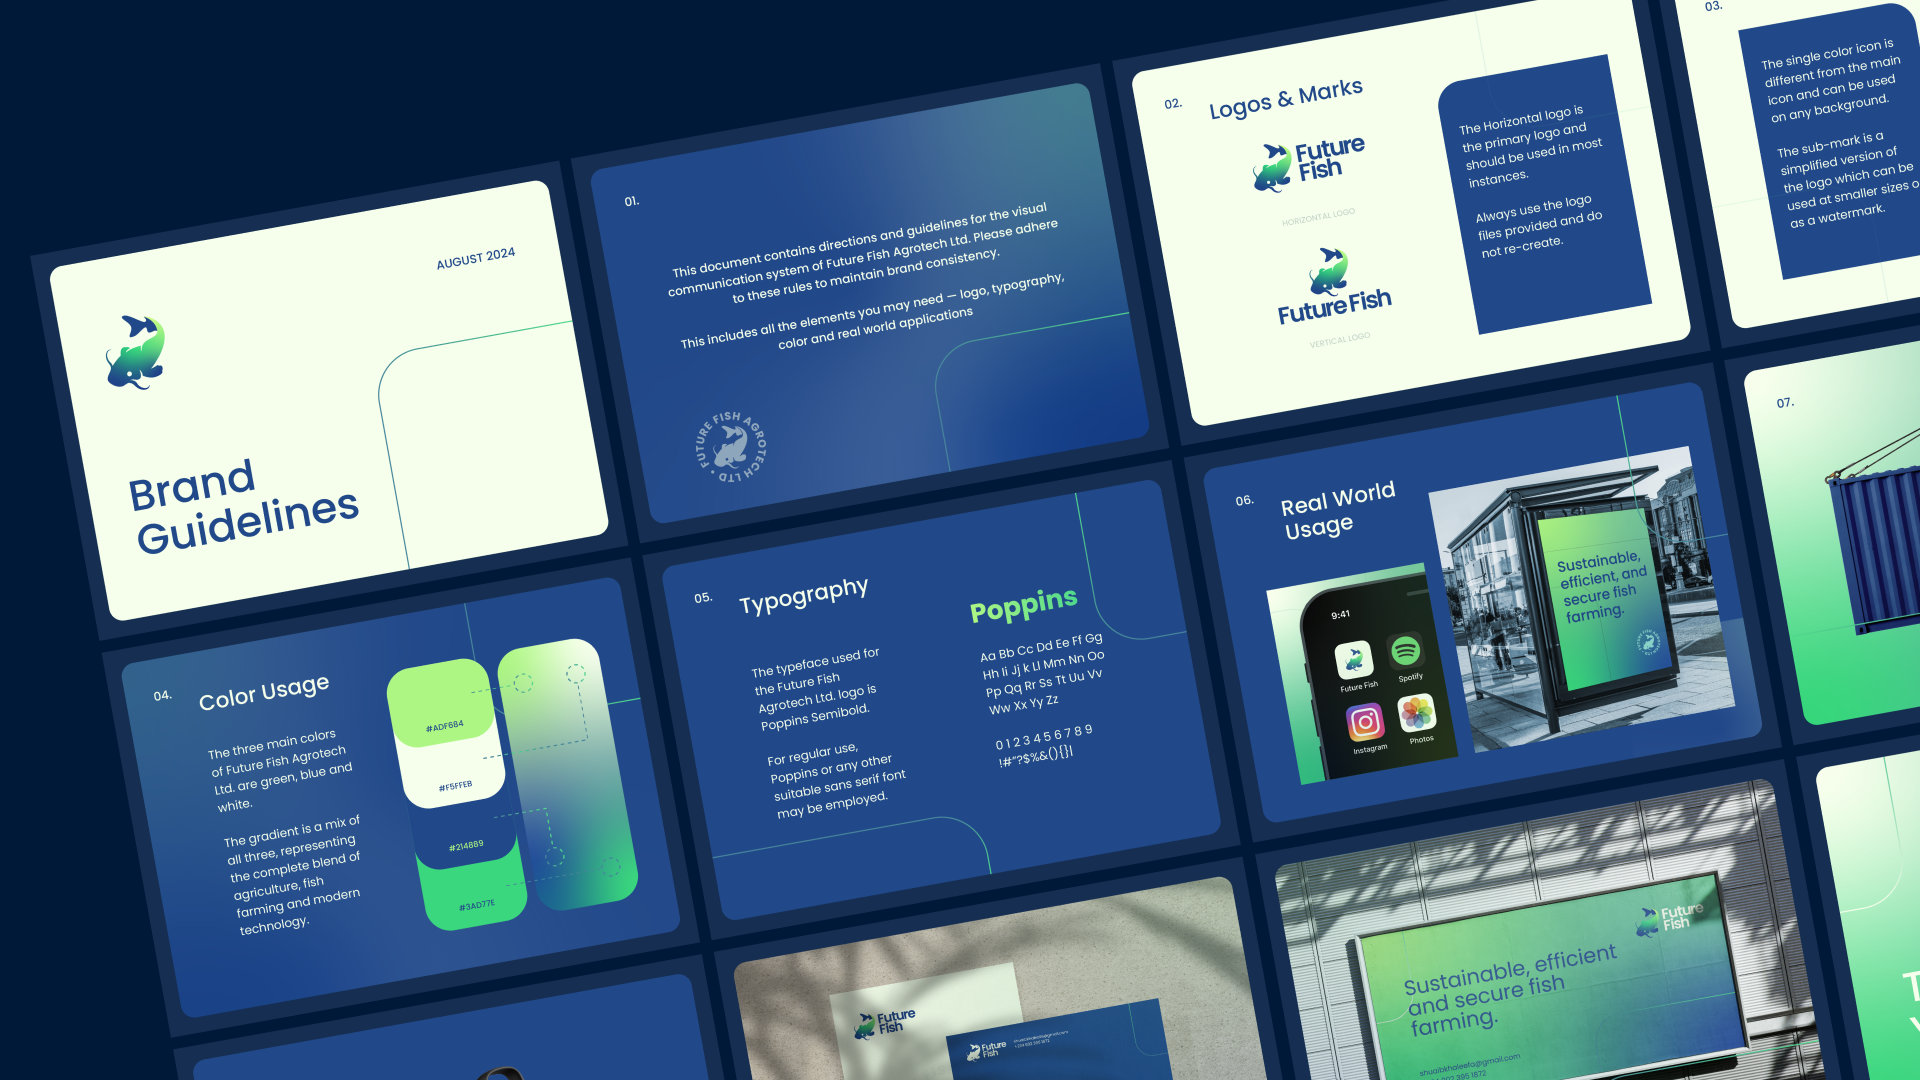 AUGUST 2024
Brand
Guidelines
01.
This document contains directions and guidelines for the visual
communication system of Future Fish Agrotech Ltd. Please adhere
to these rules to maintain brand consistency.
This includes all the elements you may need — logo, typography,
color and real world applications
FUTURE FISH AGROTECH LTD •
02.
Logos & Marks
Future
Fish
HORIZONTAL LOGO
Future Fish
VERTICAL LOGO
The Horizontal logo is
the primary logo and
should be used in most
instances.
Always use the logo
files provided and do
not re-create.
03.
The single color icon is
different from the main
icon and can be used
on any background.
The sub-mark is a
simplified version of
the logo which can be
used at smaller sizes o
as a watermark.
04.
Color Usage
The three main colors
of Future Fish Agrotech
Ltd. are green, blue and
white.
The gradient is a mix of
all three, representing
the complete blend of
agriculture, fish
farming and modern
technology.
#ADF684
#F5FFEB
#214889
#3AD77E
05.
Typography
The typeface used for
the Future Fish
Agrotech Ltd. logo is
Poppins Semibold.
For regular use,
Poppins or any other
suitable sans serif font
may be employed.
Poppins
Aa Bb Cc Dd Ee Ff Gg
Hh Ii Jj k Ll Mm Nn Oo
Pp Qq Rr Ss Tt Uu Vv
Ww Xx Yy Zz
0 1 2 3 4 5 6 7 8 9
!#"?$%&(){}|
06.
Real World
Usage
9:41
Future Fish
Spotify
Instagram
Photos
Sustainable,
efficient, and
secure fish
farming.
07.
Future
Fish
Future
Fish
Future
Fish
Sustainable, efficient
and secure fish
farming.
shuaibkhaleefa@gmail.com